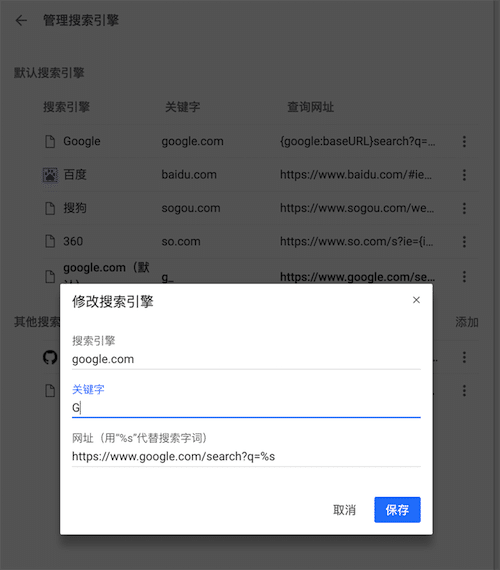 管理搜索引擎
默认搜索引擎
搜索引擎 关键字 查询网址
Google google.com {google:baseURL}search?q=...
百度 baidu.com https://www.baidu.com/#ie...
搜狗 sogou.com https://www.sogou.com/we...
360 so.com https://www.so.com/s?ie={i...
google.com（默 g_ https://www.google.com/se...
其他搜索 添加
修改搜索引擎
搜索引擎
google.com
关键字
G
网址（用“%s”代替搜索字词）
https://www.google.com/search?q=%s
取消 保存